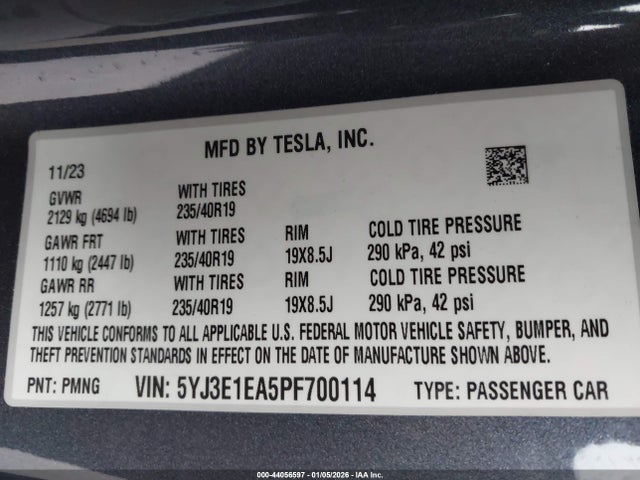 MFD BY TESLA, INC.
11/23
GVWR WITH TIRES
2129 kg (4694 lb) 235/40R19
GAWR FRT WITH TIRES RIM COLD TIRE PRESSURE
1110 kg (2447 lb) 235/40R19 19X8.5J 290 kPa, 42 psi
GAWR RR WITH TIRES RIM COLD TIRE PRESSURE
1257 kg (2771 lb) 235/40R19 19X8.5J 290 kPa, 42 psi
THIS VEHICLE CONFORMS TO ALL APPLICABLE U.S. FEDERAL MOTOR VEHICLE SAFETY, BUMPER, AND
THEFT PREVENTION STANDARDS IN EFFECT ON THE DATE OF MANUFACTURE SHOWN ABOVE.
PNT: PMNG VIN: 5YJ3E1EA5PF700114 TYPE: PASSENGER CAR
000-44056597 - 01/05/2026 - IAA Inc.